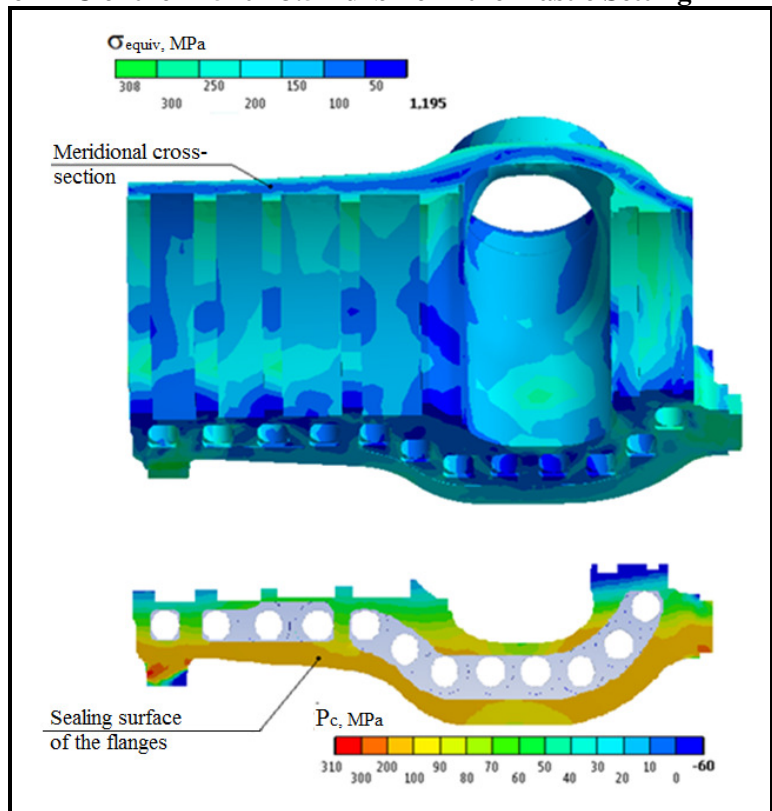 σequiv, MPa
308 250 150 50
300 200 100 1,195
Meridional cross-
section
Sealing surface
of the flanges
Pc, MPa
310 200 90 70 50 30 10 -60
300 100 80 60 40 20 0